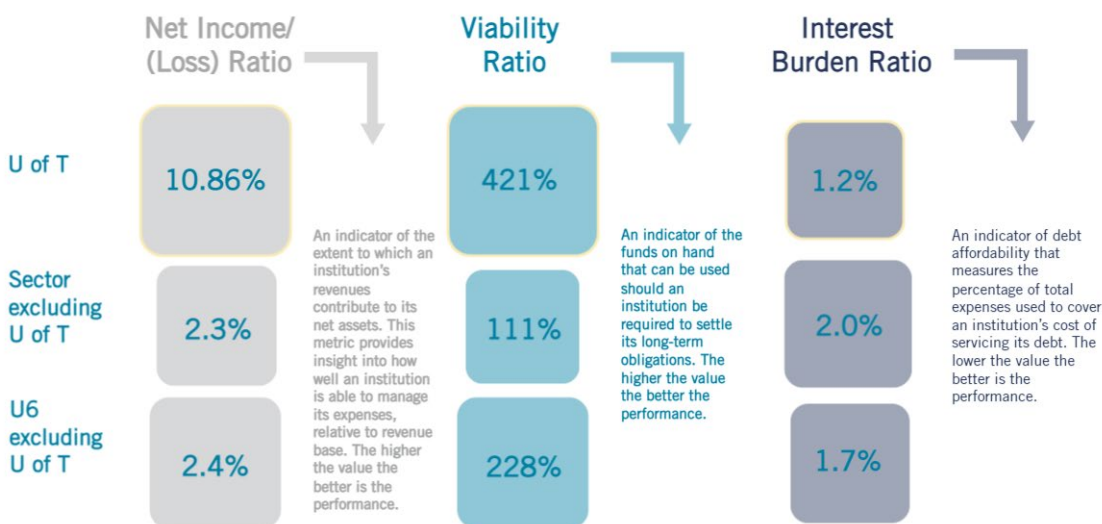 Net Income/
(Loss) Ratio
Viability
Ratio
Interest
Burden Ratio
U of T
10.86%
421%
1.2%
An indicator of the
extent to which an
institution's
revenues
contribute to its
net assets. This
metric provides
insight into how
well an institution
is able to manage
its expenses,
relative to revenue
base. The higher
the value the
better is the
performance.
An indicator of the
funds on hand
that can be used
should an
institution be
required to settle
its long-term
obligations. The
higher the value
the better the
performance.
An indicator of debt
affordability that
measures the
percentage of total
expenses used to cover
an institution's cost of
servicing its debt. The
lower the value the
better is the
performance.
Sector
excluding
U of T
2.3%
111%
2.0%
U6
excluding
U of T
2.4%
228%
1.7%